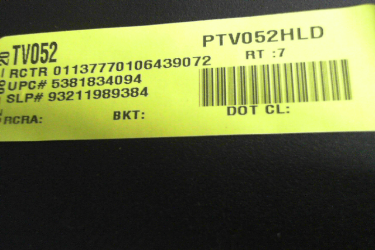 TV052
PTV052HLD
RCTR 01137770106439072
RT :7
UPC# 5381834094
SLP# 93211989384
RCRA:
BKT:
DOT CL: